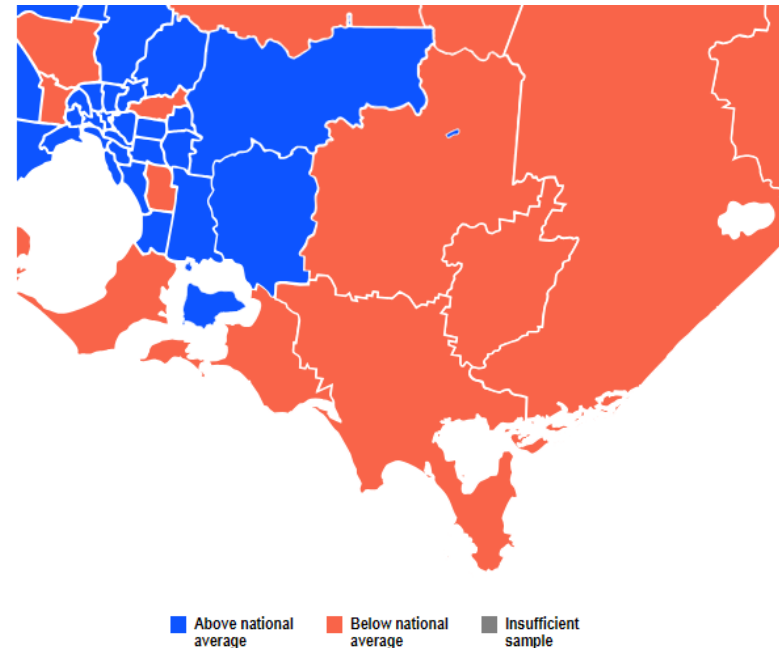 Above national
average
Below national
average
Insufficient
sample